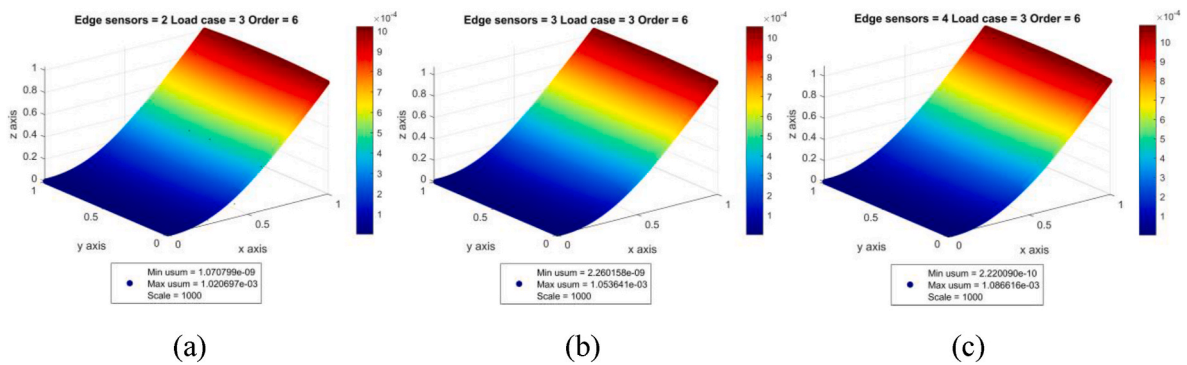 Edge sensors = 2 Load case = 3 Order = 6
×10⁻⁴
10
9
8
7
6
5
4
3
2
1
1
0.8
0.6
0.4
0.2
0
z axis
1
0.5
0
y axis
0
0.5
1
x axis
Min usum = 1.070799e-09
Max usum = 1.020697e-03
Scale = 1000
(a)
Edge sensors = 3 Load case = 3 Order = 6
×10⁻⁴
10
9
8
7
6
5
4
3
2
1
1
0.8
0.6
0.4
0.2
0
z axis
1
0.5
0
y axis
0
0.5
1
x axis
Min usum = 2.260158e-09
Max usum = 1.053641e-03
Scale = 1000
(b)
Edge sensors = 4 Load case = 3 Order = 6
×10⁻⁴
10
9
8
7
6
5
4
3
2
1
1
0.8
0.6
0.4
0.2
0
z axis
1
0.5
0
y axis
0
0.5
1
x axis
Min usum = 2.220090e-10
Max usum = 1.086616e-03
Scale = 1000
(c)